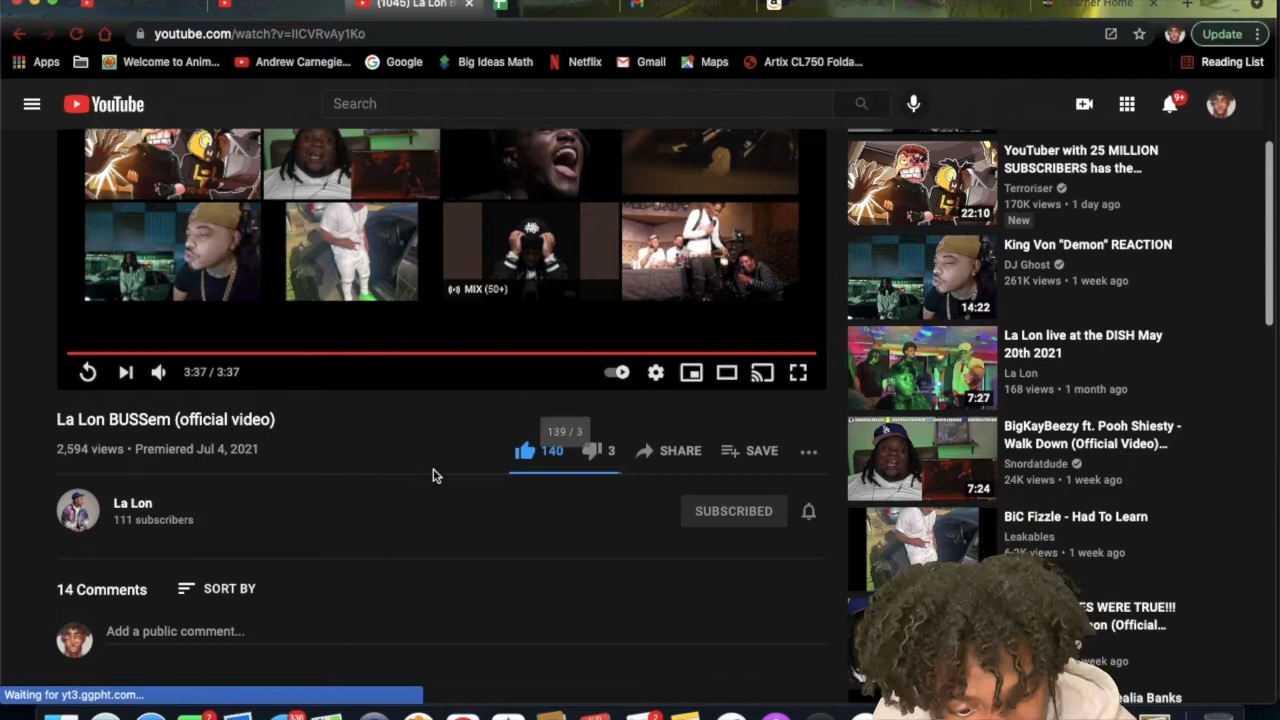 (1045) La Lon B
Learner Home
youtube.com/watch?v=IlCVRvAy1Ko
Update
Apps
Welcome to Anim...
Andrew Carnegie...
Google
Big Ideas Math
Netflix
Gmail
Maps
Artix CL750 Folda...
Reading List
YouTube
Search
9+
MIX (50+)
3:37 / 3:37
La Lon BUSSem (official video)
2,594 views • Premiered Jul 4, 2021
139 / 3
140
3
SHARE
SAVE
La Lon
111 subscribers
SUBSCRIBED
14 Comments
SORT BY
Add a public comment...
Waiting for yt3.ggpht.com...
YouTuber with 25 MILLION
SUBSCRIBERS has the...
Terroriser
170K views • 1 day ago
New
22:10
King Von "Demon" REACTION
DJ Ghost
261K views • 1 week ago
14:22
La Lon live at the DISH May
20th 2021
La Lon
168 views • 1 month ago
7:27
BigKayBeezy ft. Pooh Shiesty -
Walk Down (Official Video)...
Snordatdude
24K views • 1 week ago
7:24
BiC Fizzle - Had To Learn
Leakables
views • 1 week ago
WERE TRUE!!!
(Official...
week ago
Banks